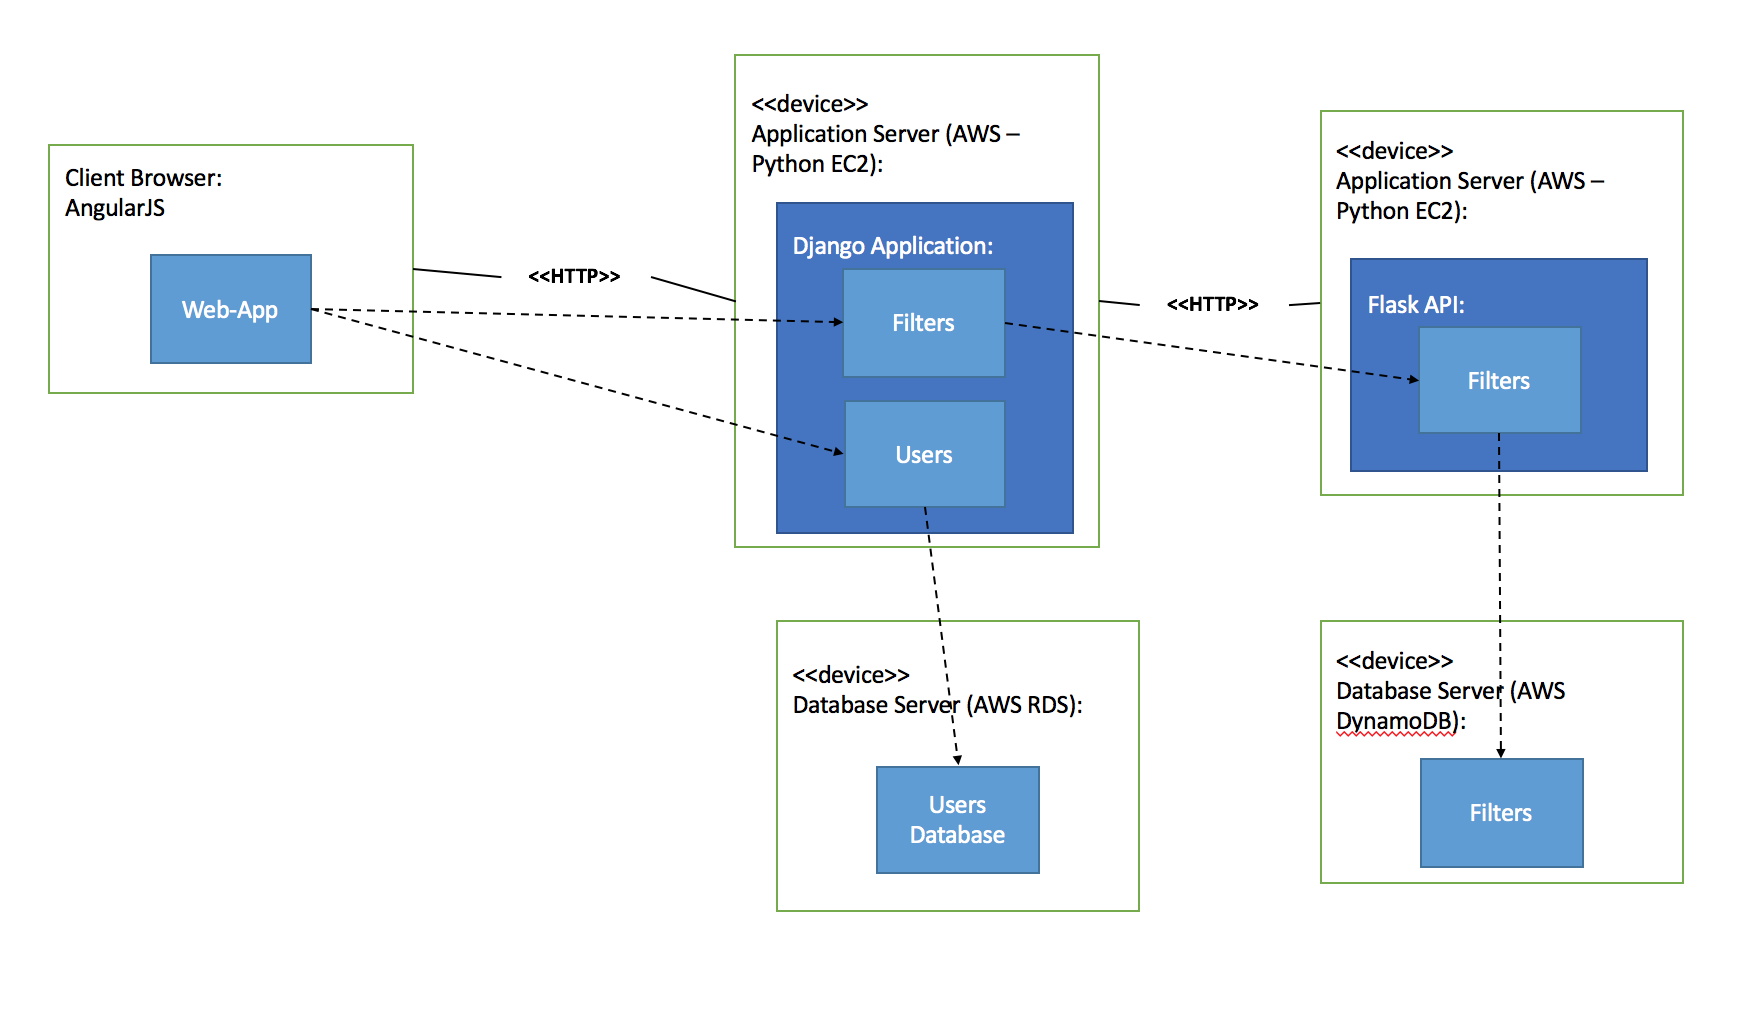 Client Browser:
AngularJS
Web-App
<<HTTP>>
<<device>>
Application Server (AWS –
Python EC2):
Django Application:
Filters
Users
<<HTTP>>
<<device>>
Application Server (AWS –
Python EC2):
Flask API:
Filters
<<device>>
Database Server (AWS RDS):
Users
Database
<<device>>
Database Server (AWS
DynamoDB):
Filters